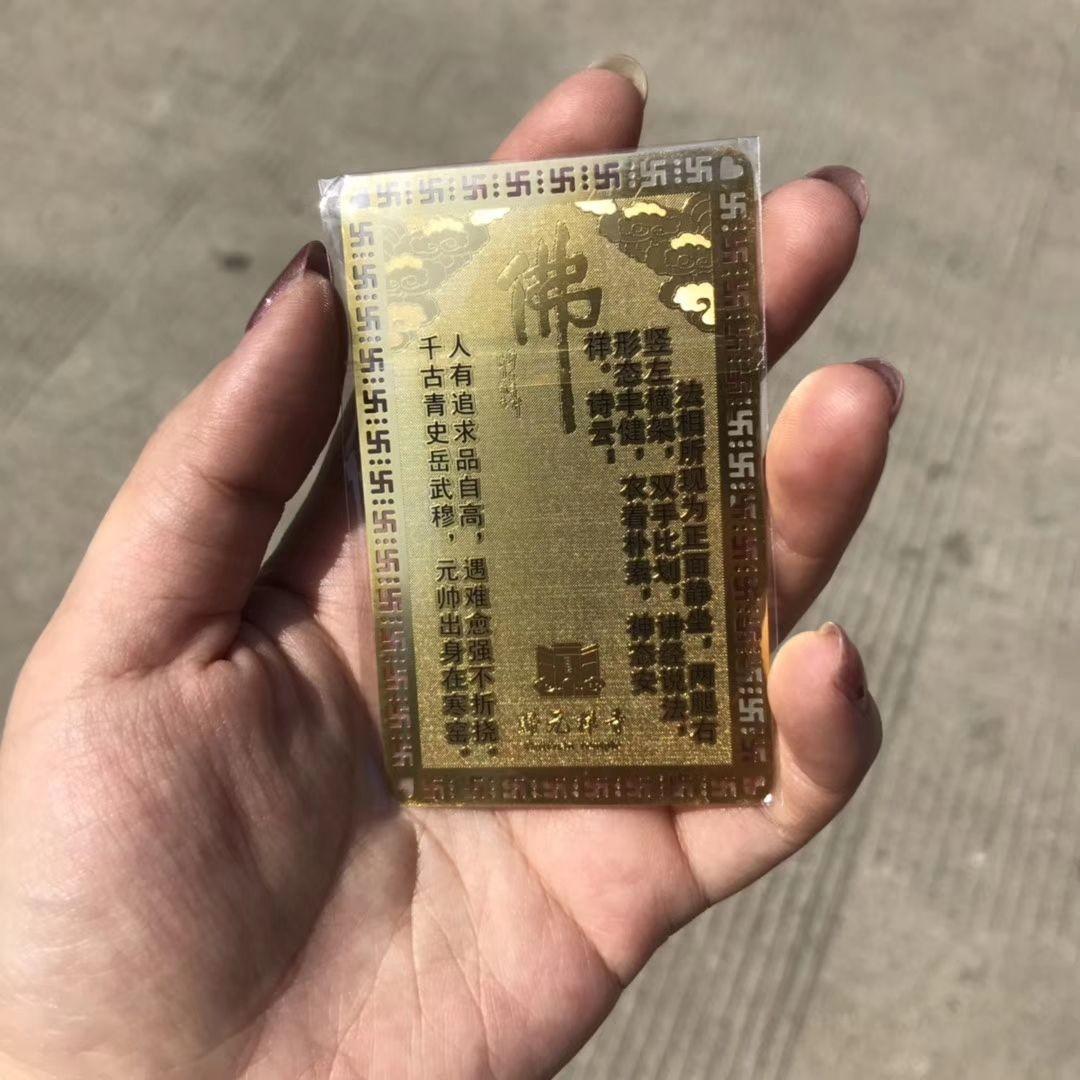 佛
法相所现为正面静坐，两腿右
竖左横架，双手比划，讲经说法，
形态丰健，衣着朴素，神态安
祥，诗云：
人有追求品自高，遇难愈强不折挠。
千古青史岳武穆，元帅出身在寒窑。